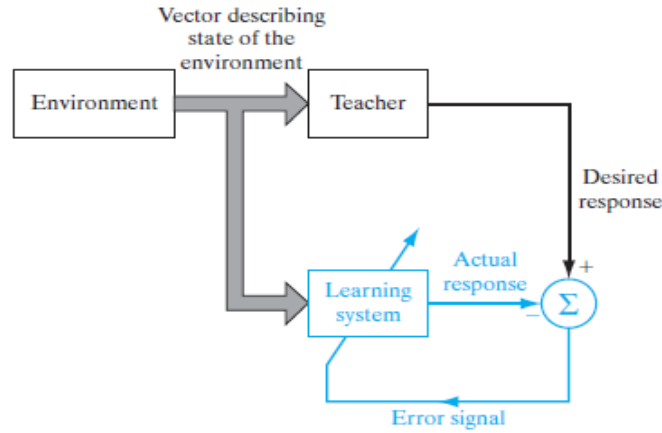 Vector describing
state of the
environment
Environment
Teacher
Desired
response
+
Actual
response
Learning
system
−
Σ
Error signal